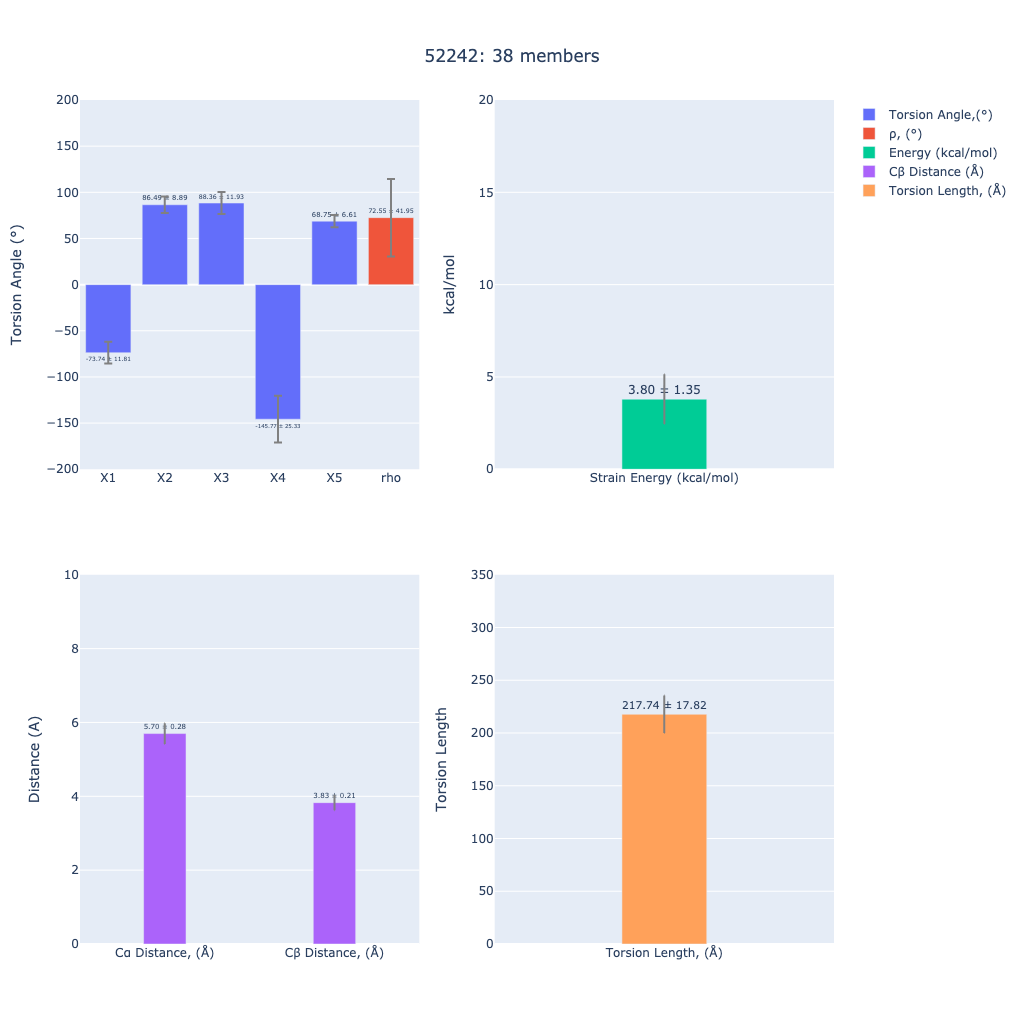 52242: 38 members
Torsion Angle (°)
200
150
100
50
0
−50
−100
−150
−200
-73.74 ± 11.81
86.49 ± 8.89
88.36 ± 11.93
-145.77 ± 25.33
68.75 ± 6.61
72.55 ± 41.95
X1
X2
X3
X4
X5
rho
kcal/mol
20
15
10
5
0
3.80 ± 1.35
Strain Energy (kcal/mol)
Torsion Angle,(°)
ρ, (°)
Energy (kcal/mol)
Cβ Distance (Å)
Torsion Length, (Å)
Distance (A)
10
8
6
4
2
0
5.70 ± 0.28
3.83 ± 0.21
Cα Distance, (Å)
Cβ Distance, (Å)
Torsion Length
350
300
250
200
150
100
50
0
217.74 ± 17.82
Torsion Length, (Å)